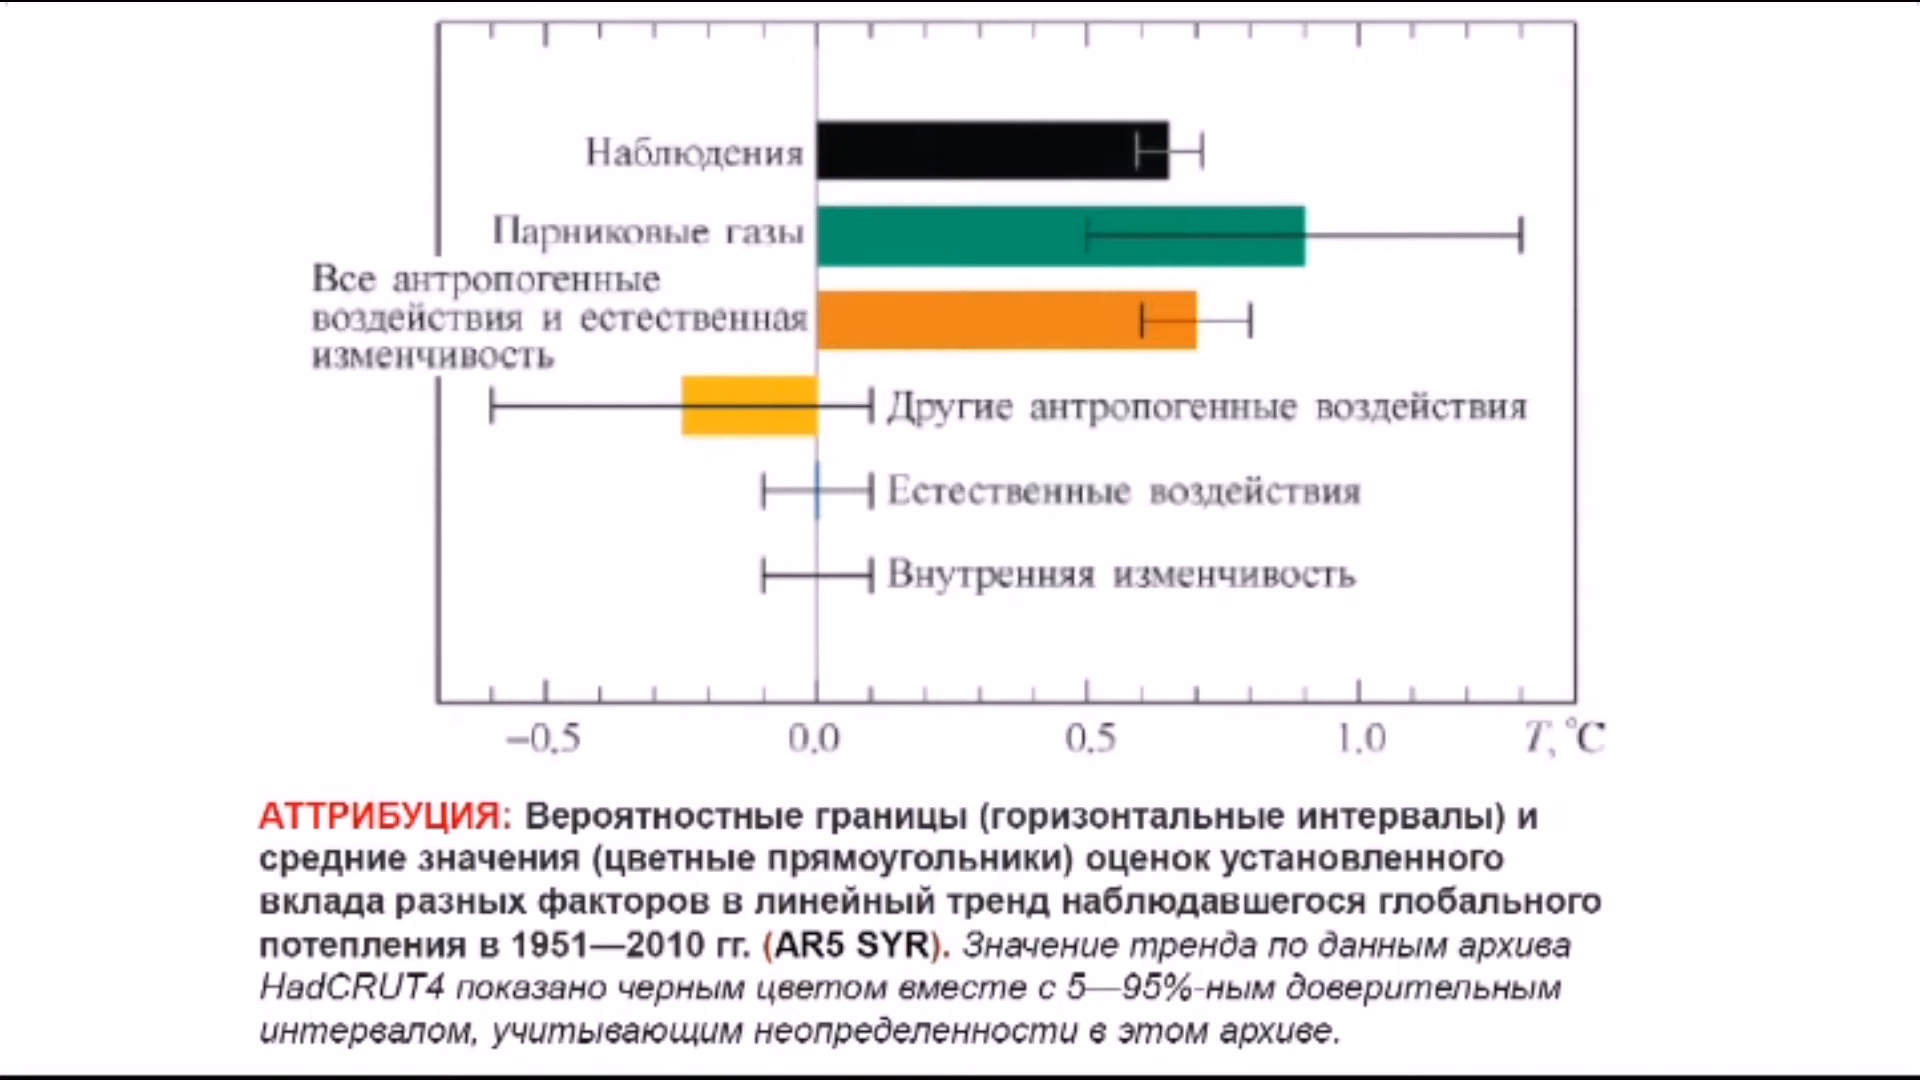 Наблюдения
Парниковые газы
Все антропогенные
воздействия и естественная
изменчивость
Другие антропогенные воздействия
Естественные воздействия
Внутренняя изменчивость
–0.5 0.0 0.5 1.0 T, °C
АТТРИБУЦИЯ: Вероятностные границы (горизонтальные интервалы) и
средние значения (цветные прямоугольники) оценок установленного
вклада разных факторов в линейный тренд наблюдавшегося глобального
потепления в 1951—2010 гг. (AR5 SYR). Значение тренда по данным архива
HadCRUT4 показано черным цветом вместе с 5—95%-ным доверительным
интервалом, учитывающим неопределенности в этом архиве.